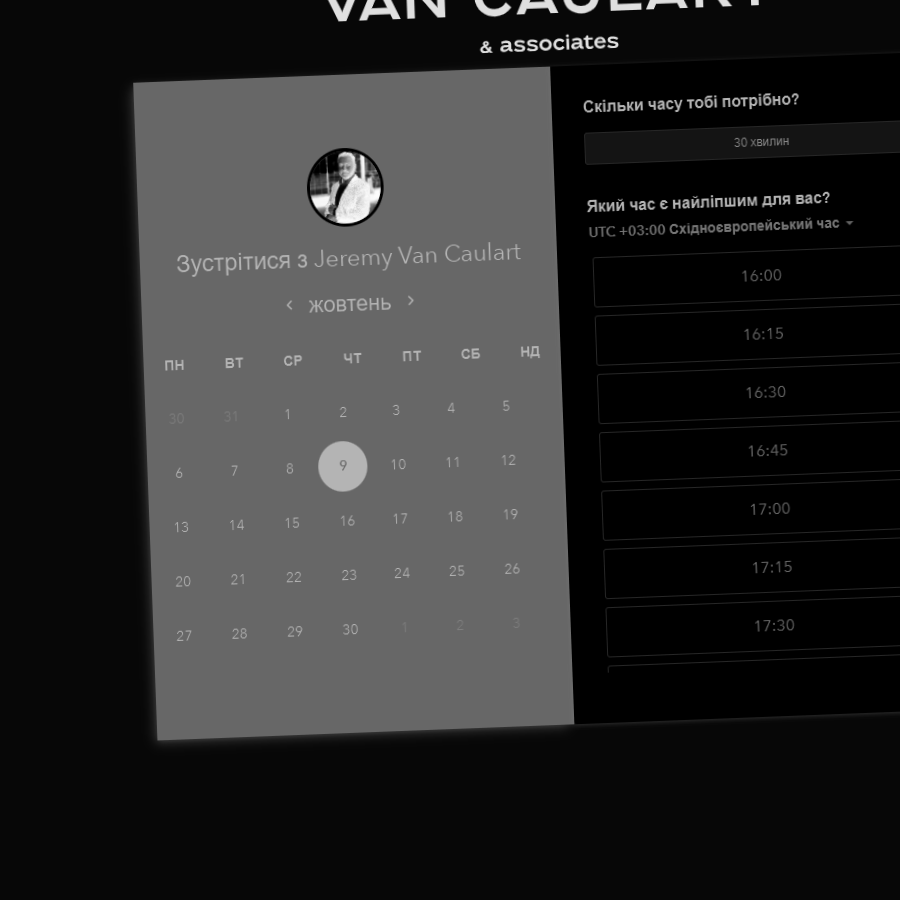 VAN CAULART
& associates
Зустрітися з Jeremy Van Caulart
‹ жовтень ›
ПН ВТ СР ЧТ ПТ СБ НД
30 31 1 2 3 4 5
6 7 8 9 10 11 12
13 14 15 16 17 18 19
20 21 22 23 24 25 26
27 28 29 30 1 2 3
Скільки часу тобі потрібно?
30 хвилин
Який час є найліпшим для вас?
UTC +03:00 Східноєвропейський час
16:00
16:15
16:30
16:45
17:00
17:15
17:30